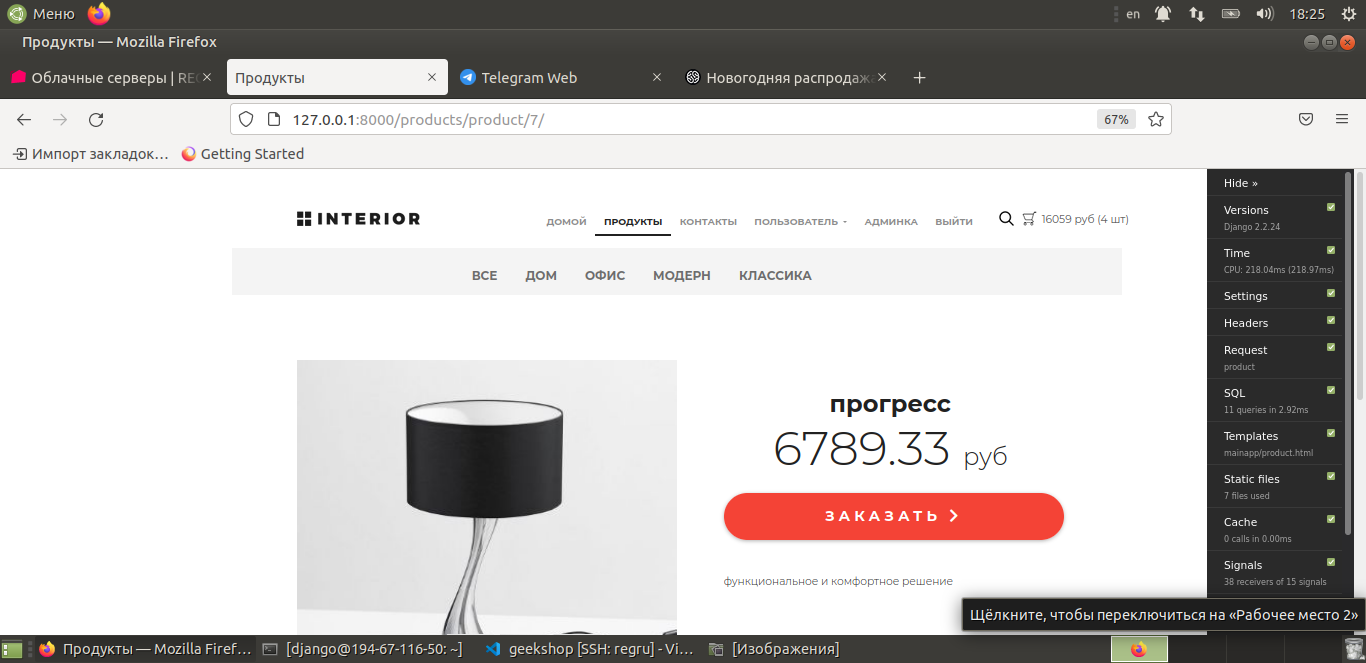 Меню
en
18:25
Продукты — Mozilla Firefox
Облачные серверы | REG
Продукты
Telegram Web
Новогодняя распродажа
127.0.0.1:8000/products/product/7/
67%
Импорт закладок…
Getting Started
INTERIOR
ДОМОЙ
ПРОДУКТЫ
КОНТАКТЫ
ПОЛЬЗОВАТЕЛЬ
АДМИНКА
ВЫЙТИ
16059 руб (4 шт)
ВСЕ
ДОМ
ОФИС
МОДЕРН
КЛАССИКА
прогресс
6789.33 руб
ЗАКАЗАТЬ
функциональное и комфортное решение
Hide »
Versions
Django 2.2.24
Time
CPU: 218.04ms (218.97ms)
Settings
Headers
Request
product
SQL
11 queries in 2.92ms
Templates
mainapp/product.html
Static files
7 files used
Cache
0 calls in 0.00ms
Signals
38 receivers of 15 signals
Щёлкните, чтобы переключиться на «Рабочее место 2»
Продукты — Mozilla Firef…
[django@194-67-116-50: ~]
geekshop [SSH: regru] - Vi…
[Изображения]